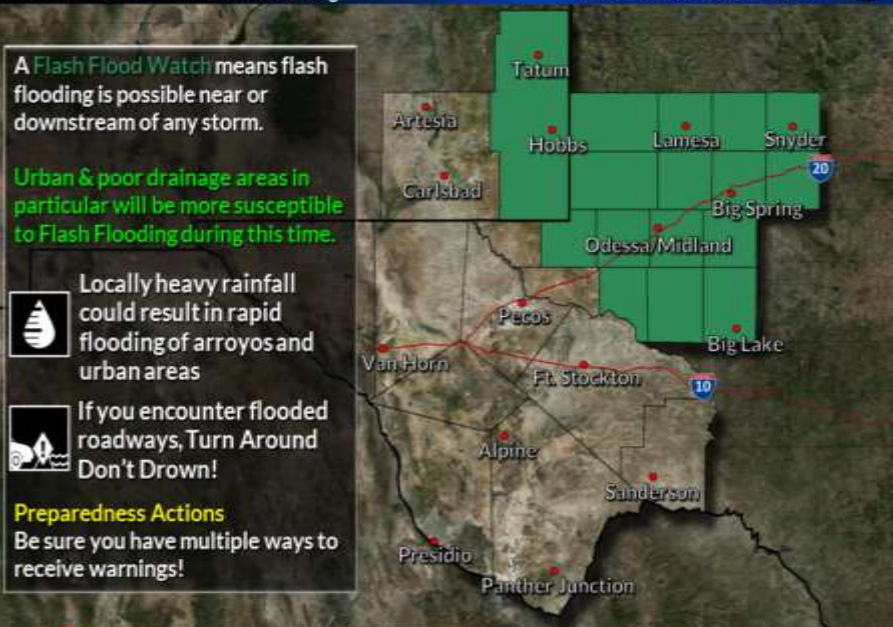 A Flash Flood Watch means flash
flooding is possible near or
downstream of any storm.
Urban & poor drainage areas in
particular will be more susceptible
to Flash Flooding during this time.
Locally heavy rainfall
could result in rapid
flooding of arroyos and
urban areas
If you encounter flooded
roadways, Turn Around
Don't Drown!
Preparedness Actions
Be sure you have multiple ways to
receive warnings!
Tatum
Artesia
Hobbs
Lamesa
Snyder
20
Carlsbad
Big Spring
Odessa/Midland
Pecos
Big Lake
Van Horn
Ft. Stockton
10
Alpine
Sanderson
Presidio
Panther Junction